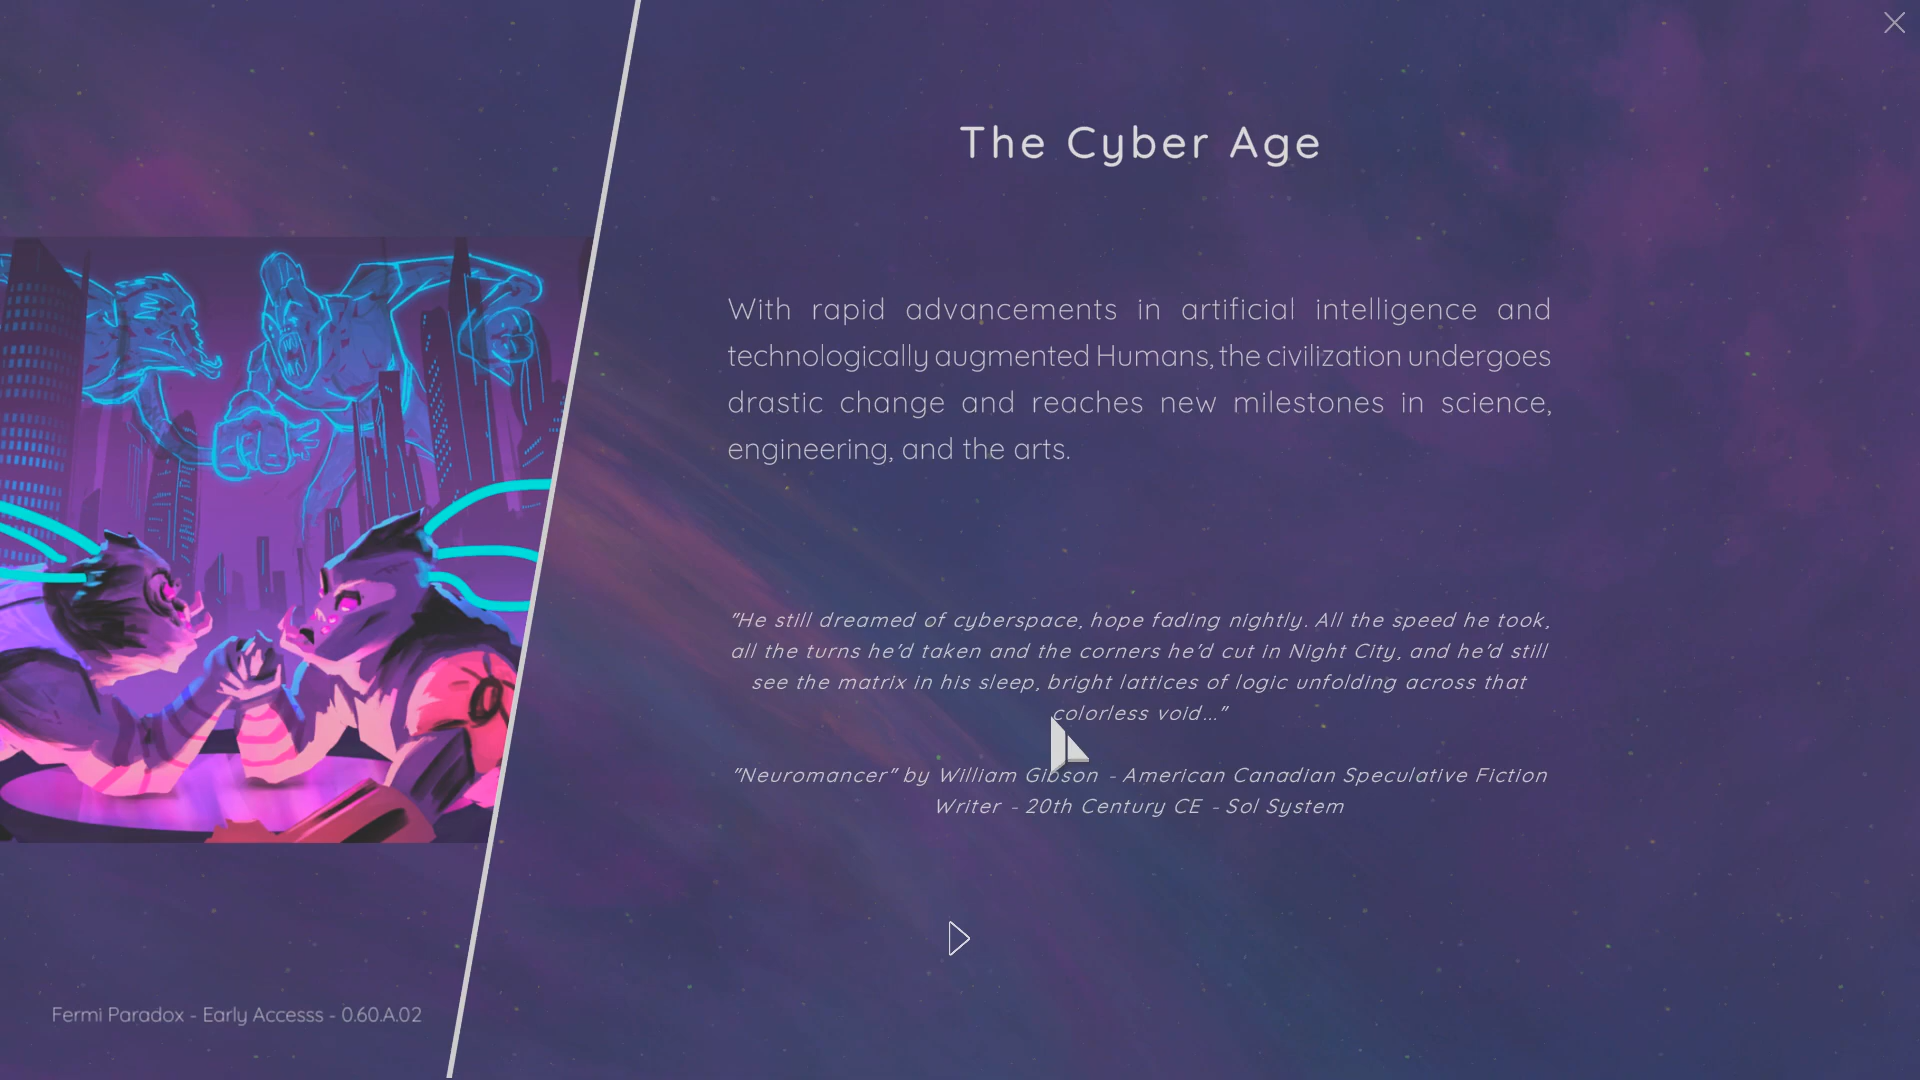 The Cyber Age
With rapid advancements in artificial intelligence and
technologically augmented Humans, the civilization undergoes
drastic change and reaches new milestones in science,
engineering, and the arts.
"He still dreamed of cyberspace, hope fading nightly. All the speed he took,
all the turns he'd taken and the corners he'd cut in Night City, and he'd still
see the matrix in his sleep, bright lattices of logic unfolding across that
colorless void..."
"Neuromancer" by William Gibson - American Canadian Speculative Fiction
Writer - 20th Century CE - Sol System
Fermi Paradox - Early Accesss - 0.60.A.02